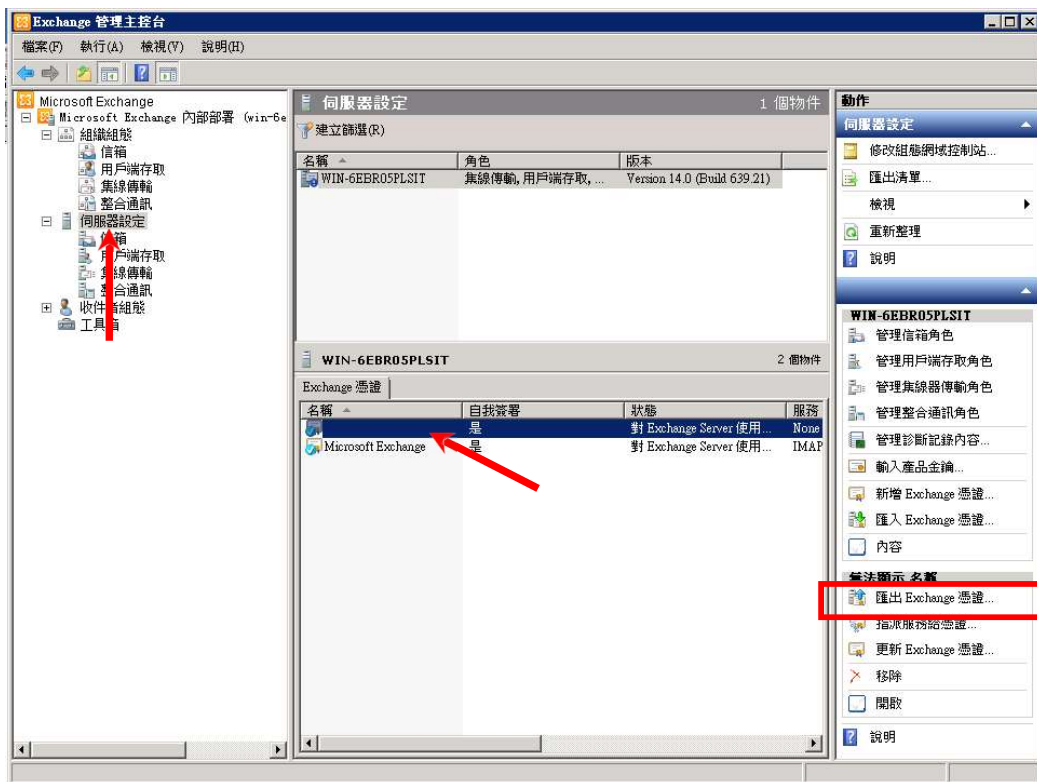 Exchange 管理主控台
檔案(F) 執行(A) 檢視(V) 說明(H)
Microsoft Exchange
Microsoft Exchange 內部部署 (win-6e
組織組態
信箱
用戶端存取
集線傳輸
整合通訊
伺服器設定
信箱
用戶端存取
集線傳輸
整合通訊
收件者組態
工具箱
伺服器設定 1 個物件
建立篩選(R)
名稱 角色 版本
WIN-6EBR05PLSIT 集線傳輸, 用戶端存取, ... Version 14.0 (Build 639.21)
WIN-6EBR05PLSIT 2 個物件
Exchange 憑證
名稱 自我簽署 狀態 服務
是 對 Exchange Server 使用... None
Microsoft Exchange 是 對 Exchange Server 使用... IMAP
動作
伺服器設定
修改組態網域控制站...
匯出清單...
檢視
重新整理
說明
WIN-6EBR05PLSIT
管理信箱角色
管理用戶端存取角色
管理集線器傳輸角色
管理整合通訊角色
管理診斷記錄內容...
輸入產品金鑰...
新增 Exchange 憑證...
匯入 Exchange 憑證...
內容
無法顯示 名稱
匯出 Exchange 憑證...
指派服務給憑證...
更新 Exchange 憑證...
移除
開啟
說明